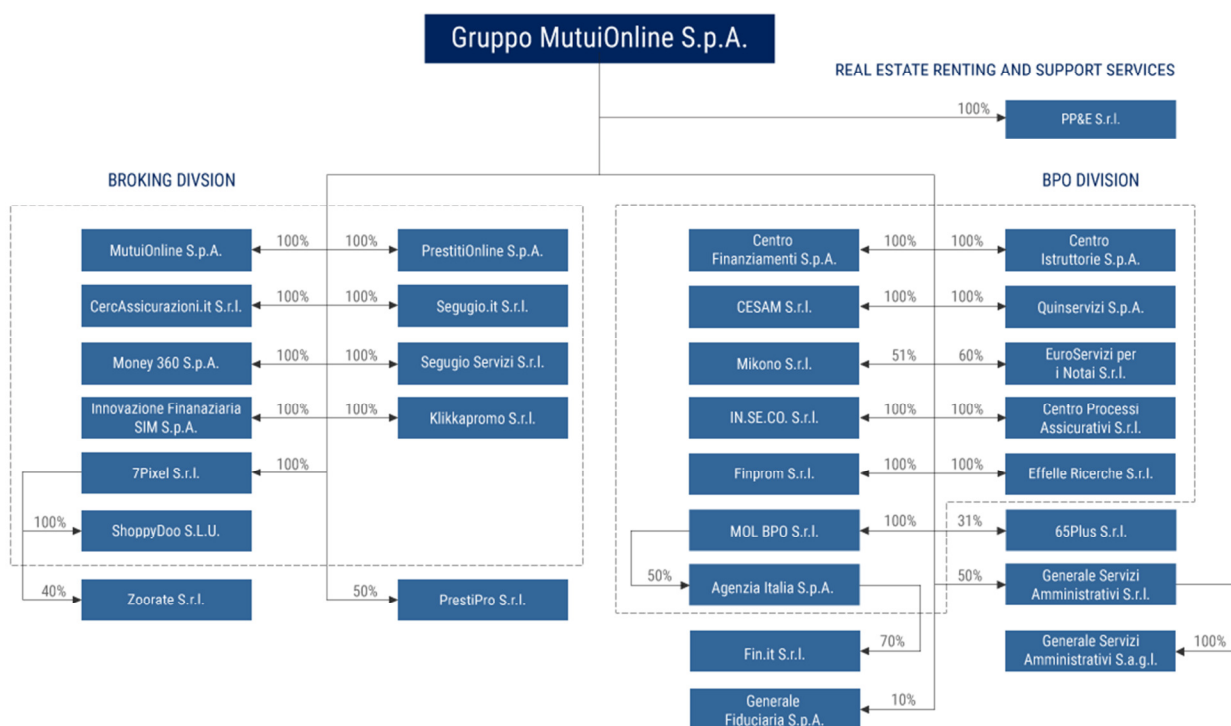 Gruppo MutuiOnline S.p.A.
REAL ESTATE RENTING AND SUPPORT SERVICES
100%
PP&E S.r.l.
BROKING DIVSION
MutuiOnline S.p.A.
100%
100%
PrestitiOnline S.p.A.
CercAssicurazioni.it S.r.l.
100%
100%
Segugio.it S.r.l.
Money 360 S.p.A.
100%
100%
Segugio Servizi S.r.l.
Innovazione Finanaziaria
SIM S.p.A.
100%
100%
Klikkapromo S.r.l.
7Pixel S.r.l.
100%
100%
ShoppyDoo S.L.U.
40%
Zoorate S.r.l.
50%
PrestiPro S.r.l.
BPO DIVISION
Centro
Finanziamenti S.p.A.
100%
100%
Centro
Istruttorie S.p.A.
CESAM S.r.l.
100%
100%
Quinservizi S.p.A.
Mikono S.r.l.
51%
60%
EuroServizi per
i Notai S.r.l.
IN.SE.CO. S.r.l.
100%
100%
Centro Processi
Assicurativi S.r.l.
Finprom S.r.l.
100%
100%
Effelle Ricerche S.r.l.
MOL BPO S.r.l.
100%
31%
65Plus S.r.l.
50%
Agenzia Italia S.p.A.
50%
Generale Servizi
Amministrativi S.r.l.
Fin.it S.r.l.
70%
Generale Servizi
Amministrativi S.a.g.l.
100%
Generale
Fiduciaria S.p.A.
10%